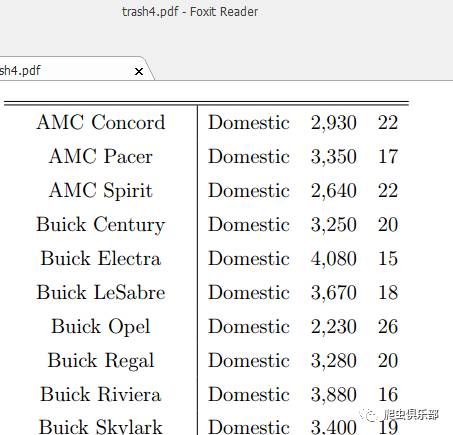 trash4.pdf - Foxit Reader
sh4.pdf ×
AMC Concord Domestic 2,930 22
AMC Pacer Domestic 3,350 17
AMC Spirit Domestic 2,640 22
Buick Century Domestic 3,250 20
Buick Electra Domestic 4,080 15
Buick LeSabre Domestic 3,670 18
Buick Opel Domestic 2,230 26
Buick Regal Domestic 3,280 20
Buick Riviera Domestic 3,880 16
Buick Skylark Domestic 3,400 19
爬虫俱乐部